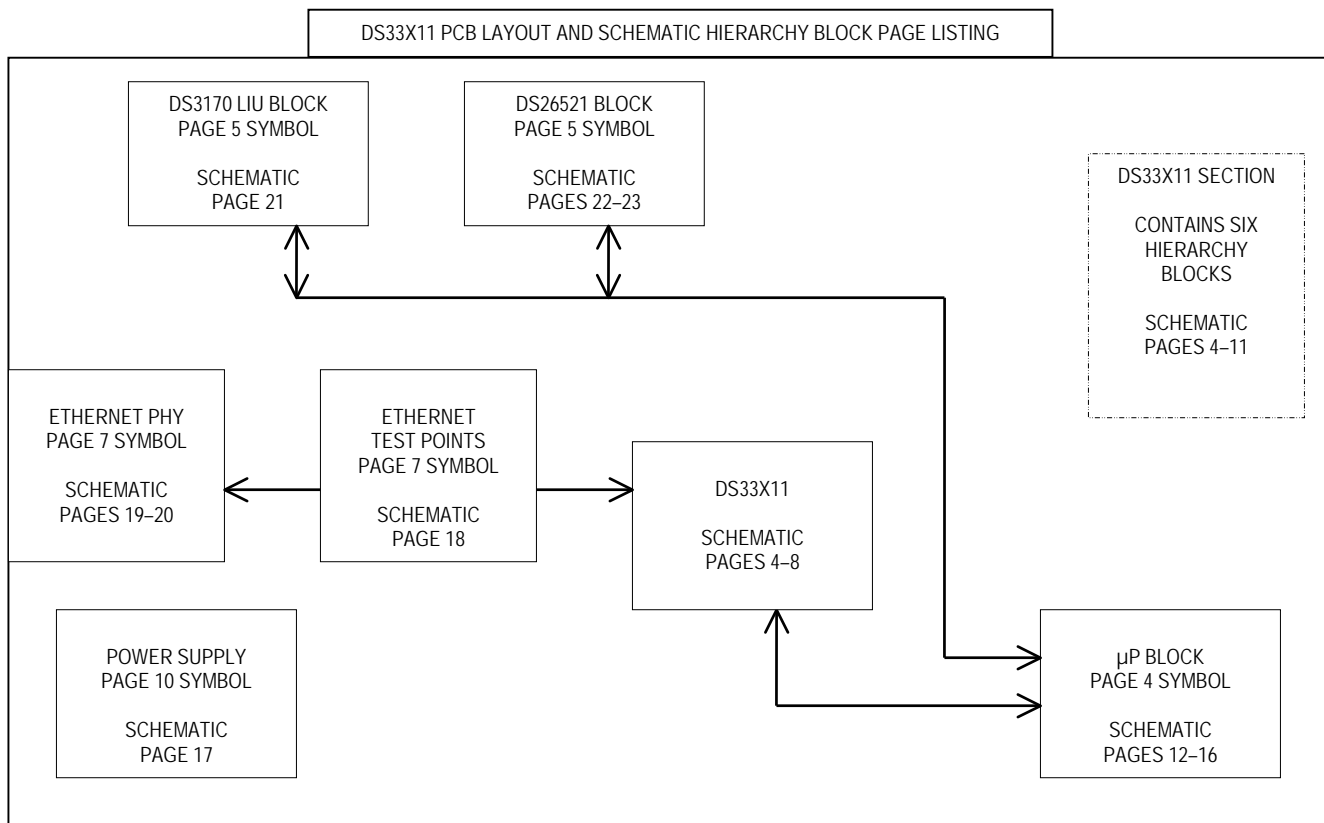 DS33X11 PCB LAYOUT AND SCHEMATIC HIERARCHY BLOCK PAGE LISTING
DS3170 LIU BLOCK
PAGE 5 SYMBOL
SCHEMATIC
PAGE 21
DS26521 BLOCK
PAGE 5 SYMBOL
SCHEMATIC
PAGES 22–23
DS33X11 SECTION
CONTAINS SIX
HIERARCHY
BLOCKS
SCHEMATIC
PAGES 4–11
ETHERNET PHY
PAGE 7 SYMBOL
SCHEMATIC
PAGES 19–20
ETHERNET
TEST POINTS
PAGE 7 SYMBOL
SCHEMATIC
PAGE 18
DS33X11
SCHEMATIC
PAGES 4–8
POWER SUPPLY
PAGE 10 SYMBOL
SCHEMATIC
PAGE 17
µP BLOCK
PAGE 4 SYMBOL
SCHEMATIC
PAGES 12–16